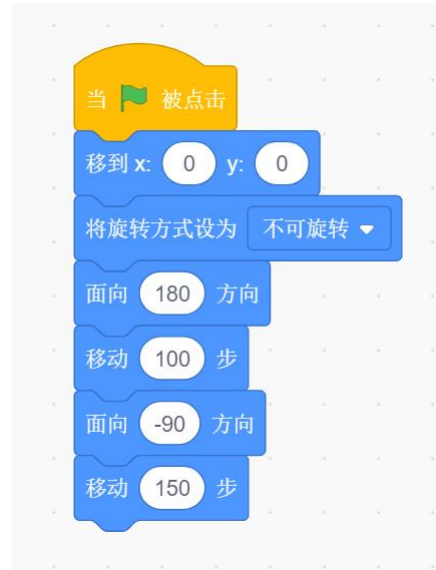 当 被点击
移到 x: 0 y: 0
将旋转方式设为 不可旋转
面向 180 方向
移动 100 步
面向 -90 方向
移动 150 步